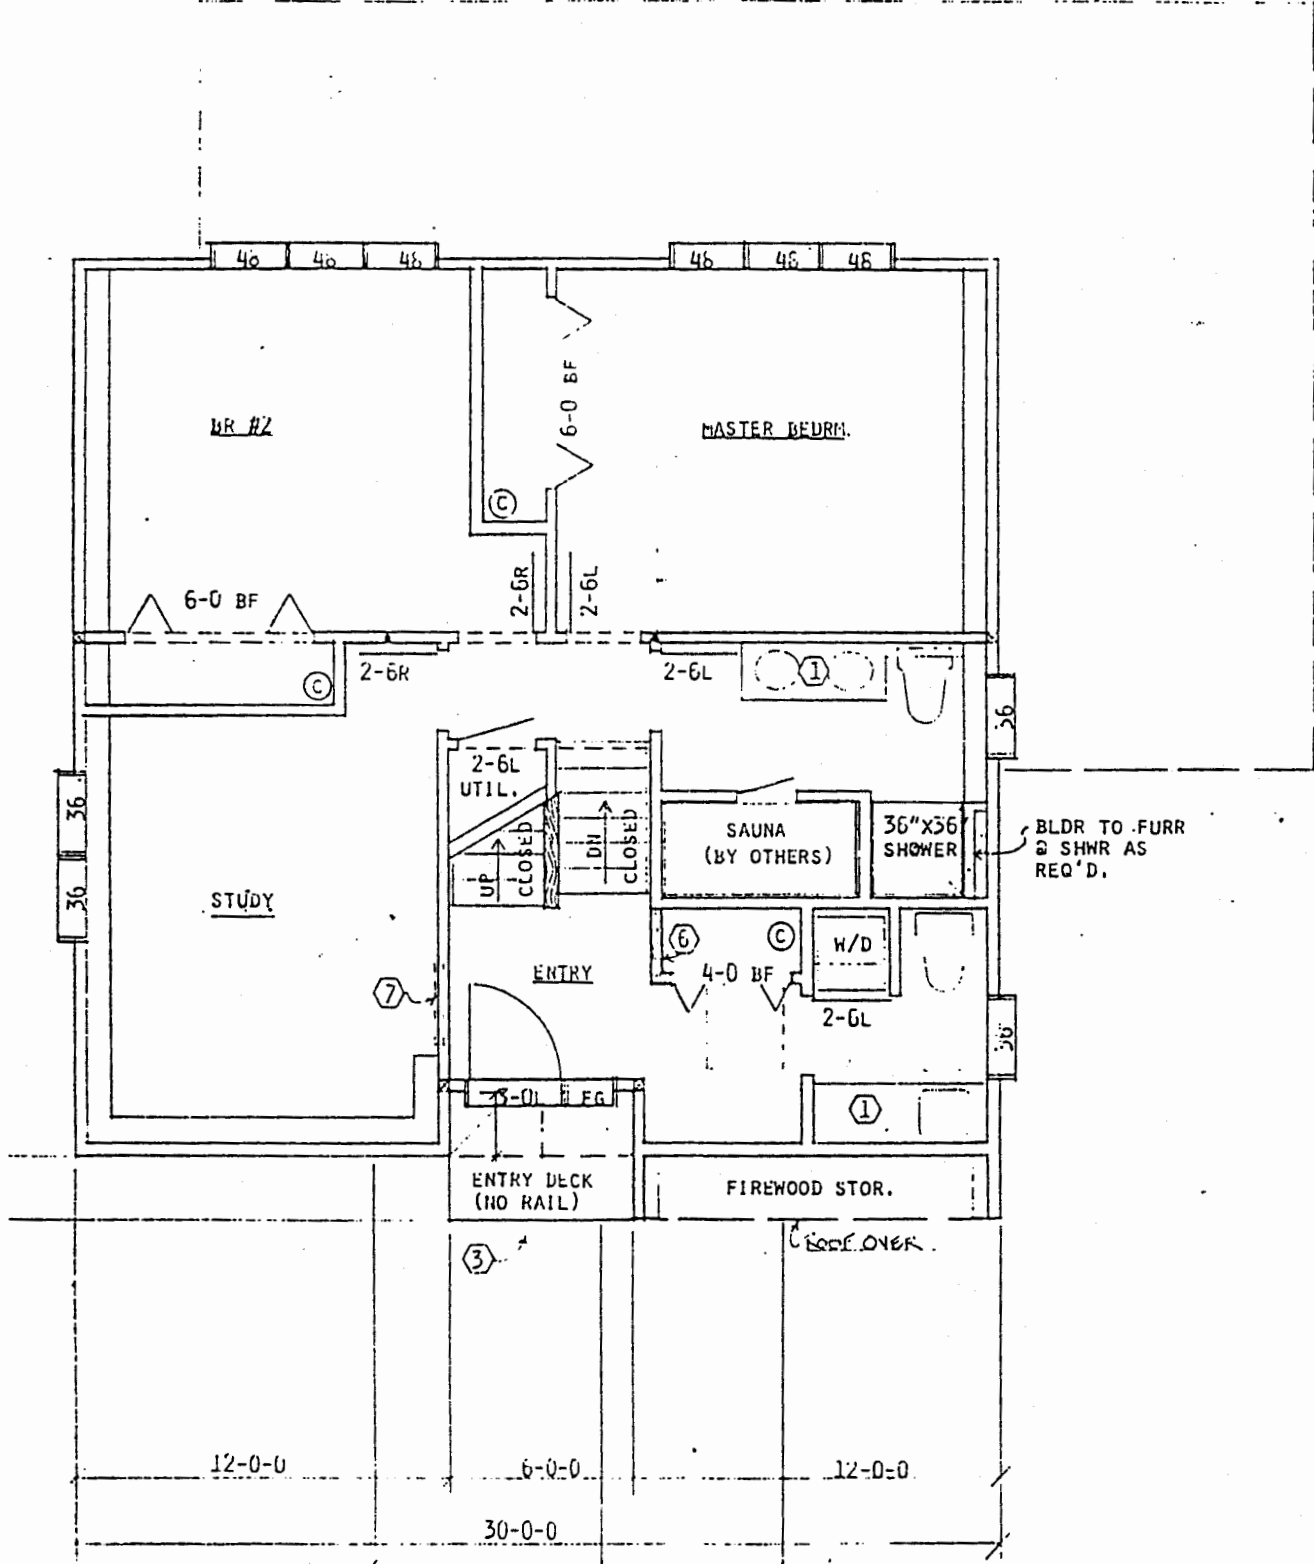 48 48 48
48 48 48
6-0 BF
BR #2
MASTER BEDRM.
C
2-6R
2-6L
6-0 BF
C
2-6R
2-6L
1
36
2-6L
UTIL.
36
36
UP
CLOSED
DN
CLOSED
SAUNA
(BY OTHERS)
36"X36
SHOWER
BLDR TO FURR
@ SHWR AS
REQ'D.
STUDY
6
C
W/D
4-0 BF
ENTRY
7
2-6L
36
3-0L FG
1
ENTRY DECK
(NO RAIL)
FIREWOOD STOR.
3
ROOF OVER.
12-0-0
6-0-0
12-0-0
30-0-0